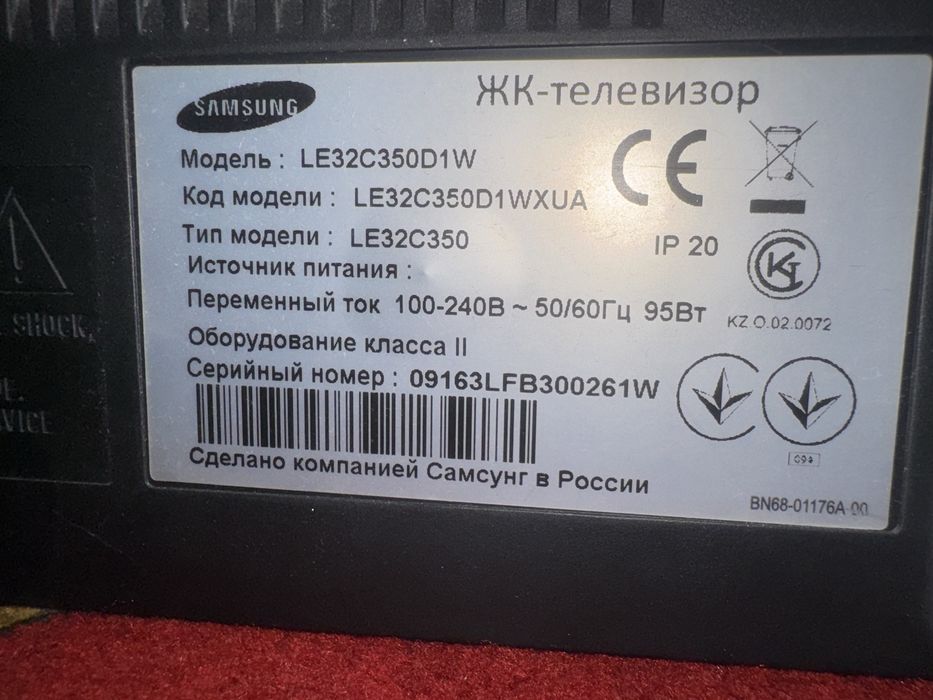 SAMSUNG
ЖК-телевизор
Модель : LE32C350D1W
Код модели : LE32C350D1WXUA
Тип модели : LE32C350
IP 20
Источник питания :
Переменный ток 100-240В ~ 50/60Гц 95Вт
KZ.O.02.0072
Оборудование класса II
Серийный номер : 09163LFB300261W
Сделано компанией Самсунг в России
BN68-01176A-00
SHOCK,